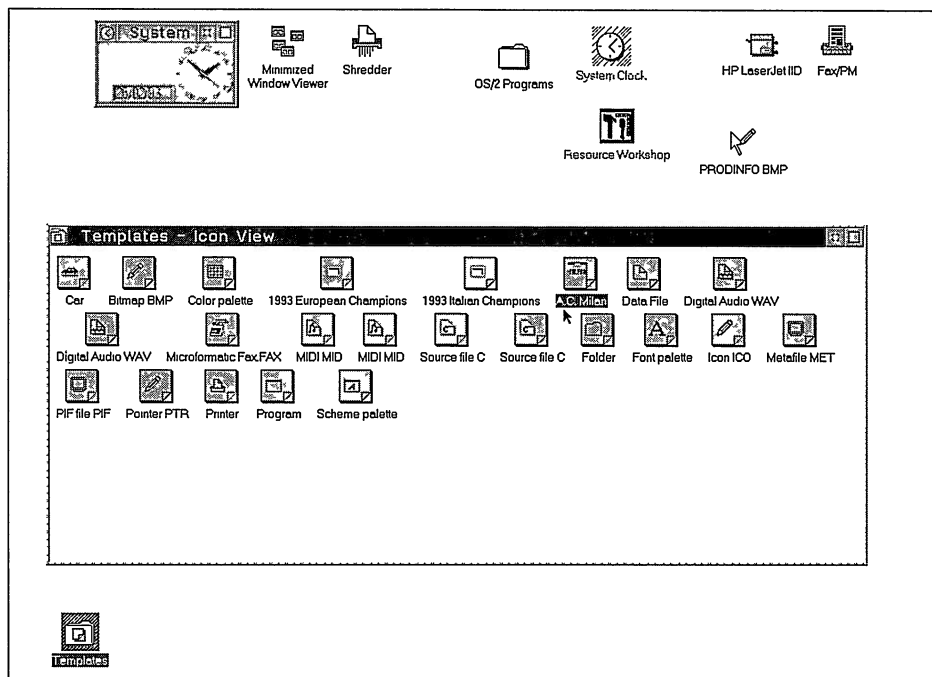 System
Minimized
Window Viewer
Shredder
OS/2 Programs
System Clock
HP LaserJet IID
Fax/PM
Resource Workshop
PRODINFO BMP
Templates - Icon View
Car
Bitmap BMP
Color palette
1993 European Champions
1993 Italian Champions
A.C. Milan
Data File
Digital Audio WAV
Digital Audio WAV
Microformatic Fax.FAX
MIDI MID
MIDI MID
Source file C
Source file C
Folder
Font palette
Icon ICO
Metafile MET
PIF file PIF
Pointer PTR
Printer
Program
Scheme palette
Templates